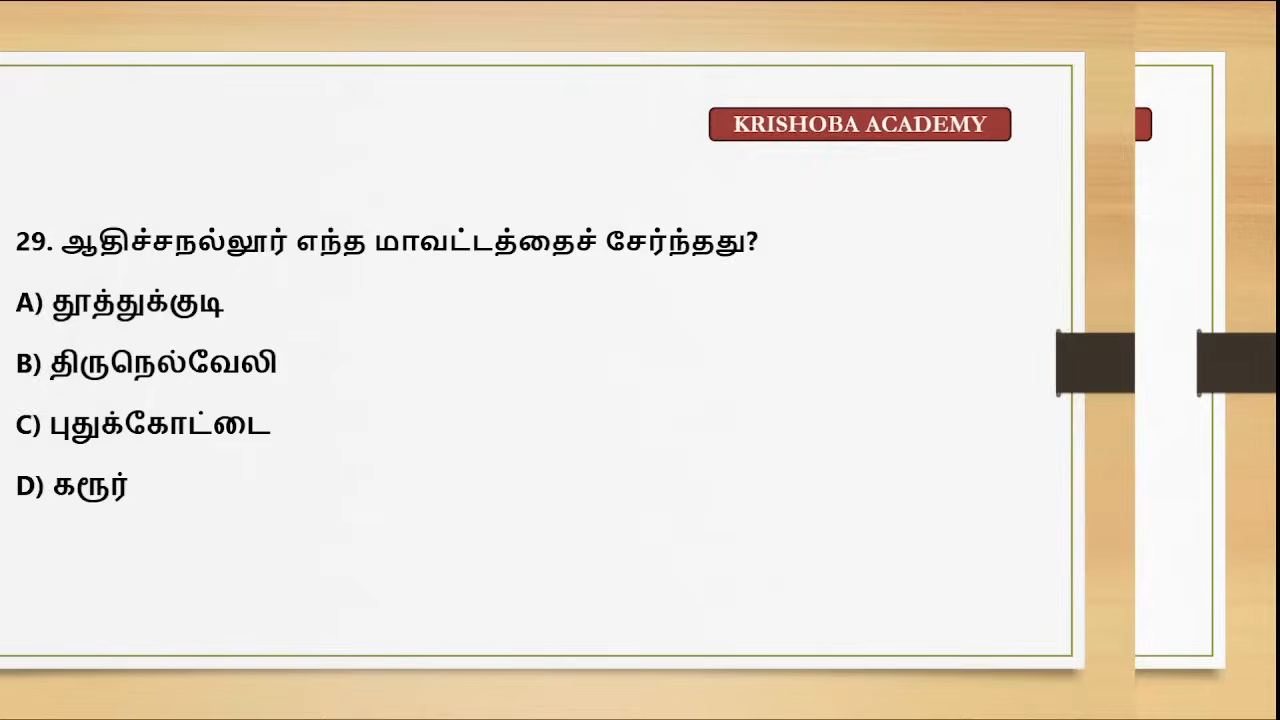 KRISHOBA ACADEMY
29. ஆதிச்சநல்லூர் எந்த மாவட்டத்தைச் சேர்ந்தது?
A) தூத்துக்குடி
B) திருநெல்வேலி
C) புதுக்கோட்டை
D) கரூர்